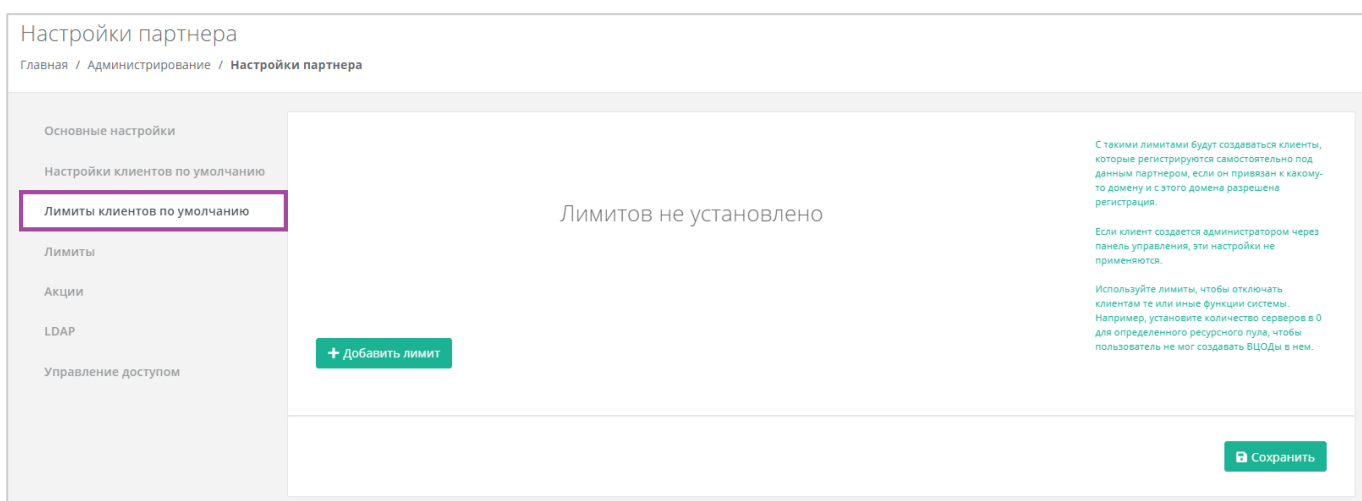 Настройки партнера
Главная / Администрирование / Настройки партнера
Основные настройки
Настройки клиентов по умолчанию
Лимиты клиентов по умолчанию
Лимиты
Акции
LDAP
Управление доступом
Лимитов не установлено
+ Добавить лимит
С такими лимитами будут создаваться клиенты,
которые регистрируются самостоятельно под
данным партнером, если он привязан к какому-
то домену и с этого домена разрешена
регистрация.
Если клиент создается администратором через
панель управления, эти настройки не
применяются.
Используйте лимиты, чтобы отключать
клиентам те или иные функции системы.
Например, установите количество серверов в 0
для определенного ресурсного пула, чтобы
пользователь не мог создавать ВЦОДы в нем.
Сохранить